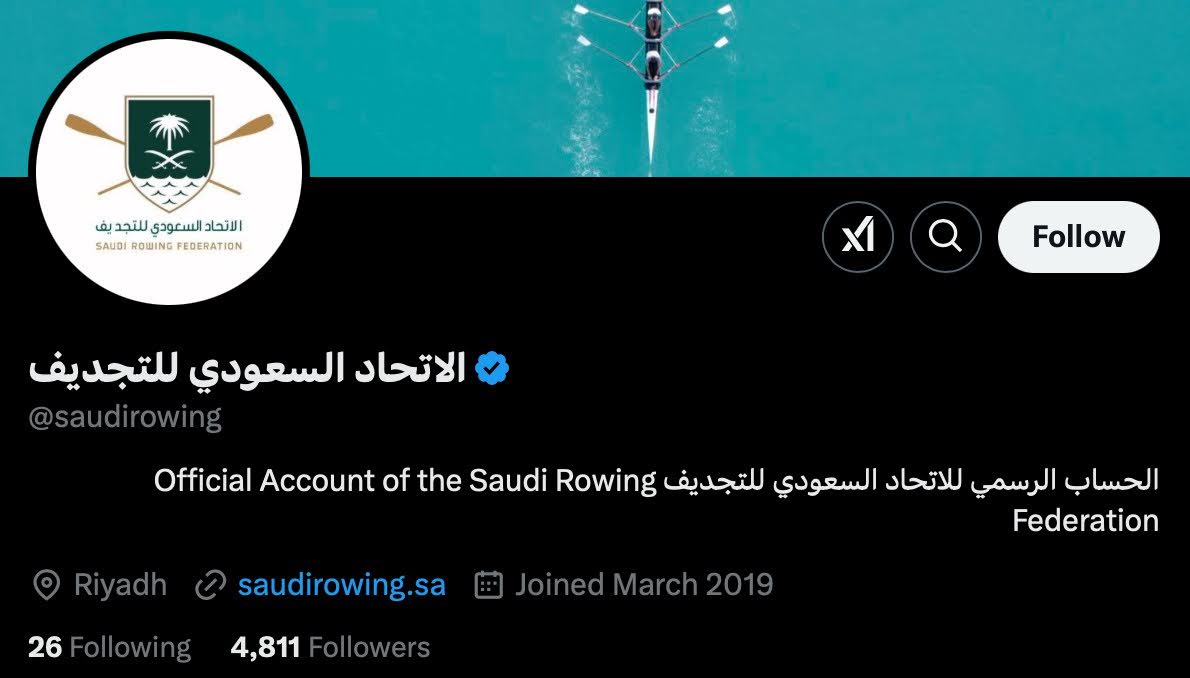 الاتحاد السعودي للتجديف
SAUDI ROWING FEDERATION
Follow
الاتحاد السعودي للتجديف
@saudirowing
الحساب الرسمي للاتحاد السعودي للتجديف Official Account of the Saudi Rowing
Federation
Riyadh saudirowing.sa Joined March 2019
26 Following 4,811 Followers